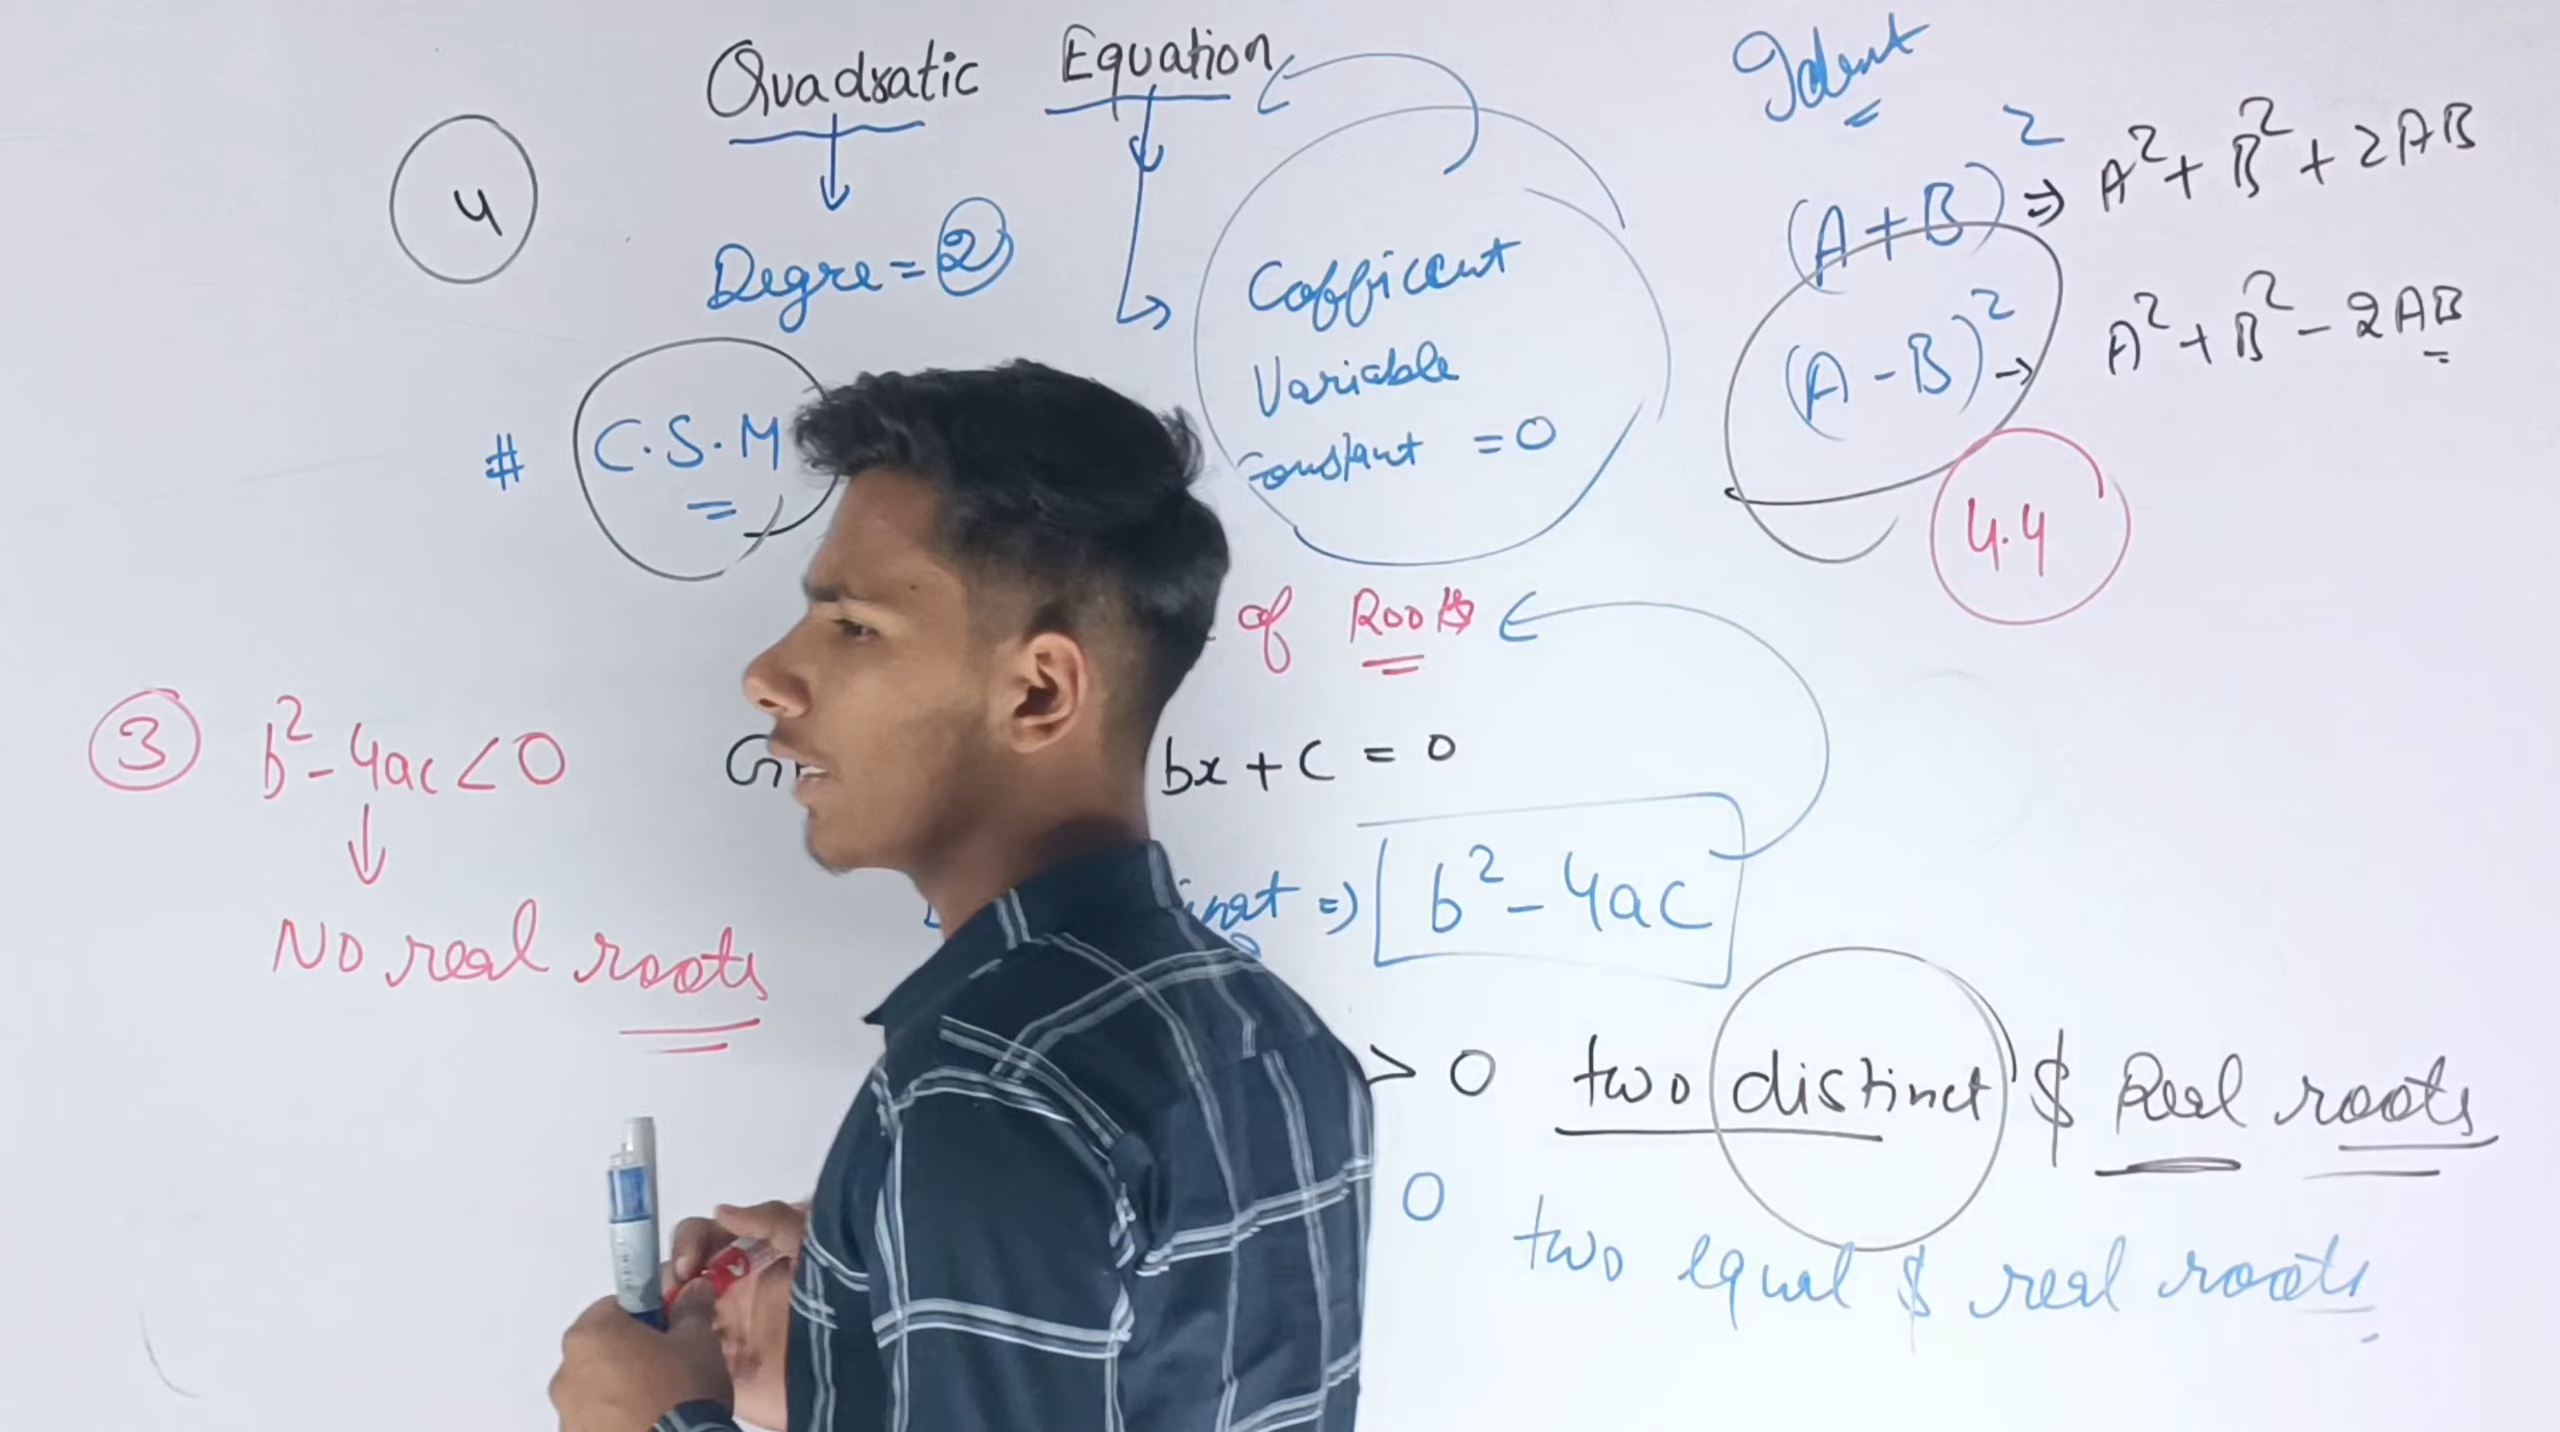 Quadratic Equation
4
Degre = 2
Cofficent
Variable
Constant = 0
# C.S.M
Ident
(A+B)² ⇒ A² + B² + 2AB
(A-B)² → A² + B² - 2AB
4.4
of Roots
3 b² - 4ac < 0
No real roots
bx + c = 0
⇒ b² - 4ac
> 0 two distinct $ Real roots
0 two equal $ real roots